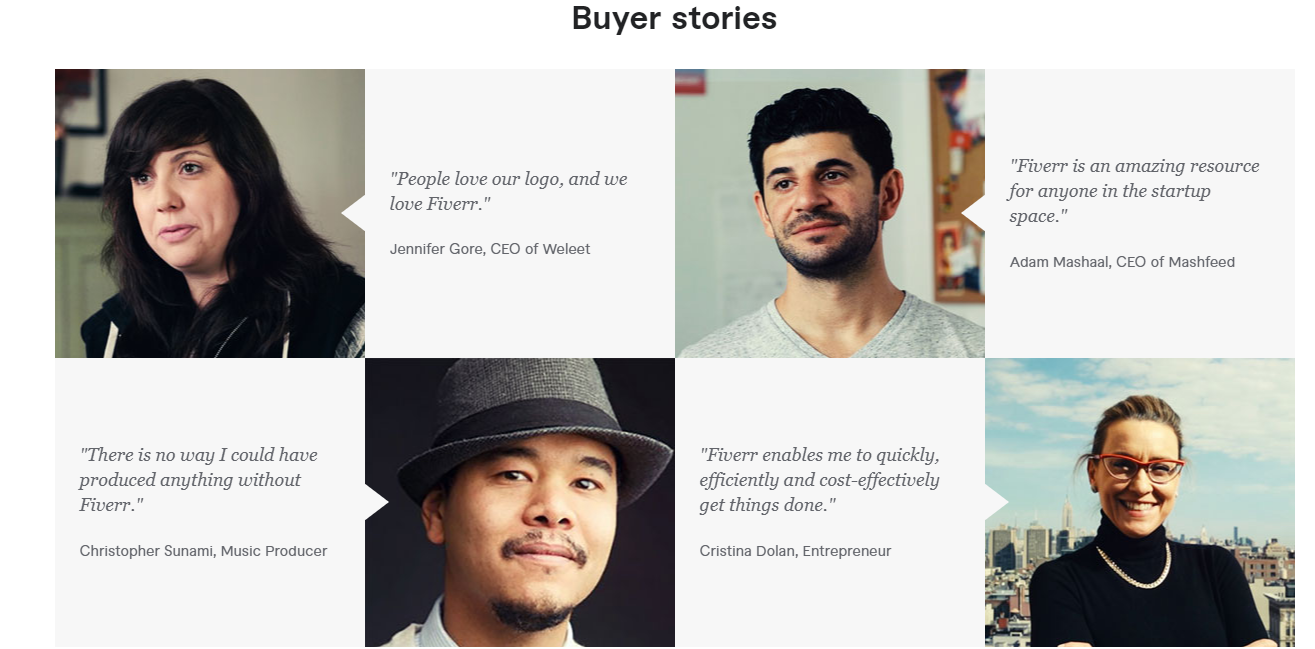 Buyer stories
"People love our logo, and we
love Fiverr."
Jennifer Gore, CEO of Weleet
"Fiverr is an amazing resource
for anyone in the startup
space."
Adam Mashaal, CEO of Mashfeed
"There is no way I could have
produced anything without
Fiverr."
Christopher Sunami, Music Producer
"Fiverr enables me to quickly,
efficiently and cost-effectively
get things done."
Cristina Dolan, Entrepreneur